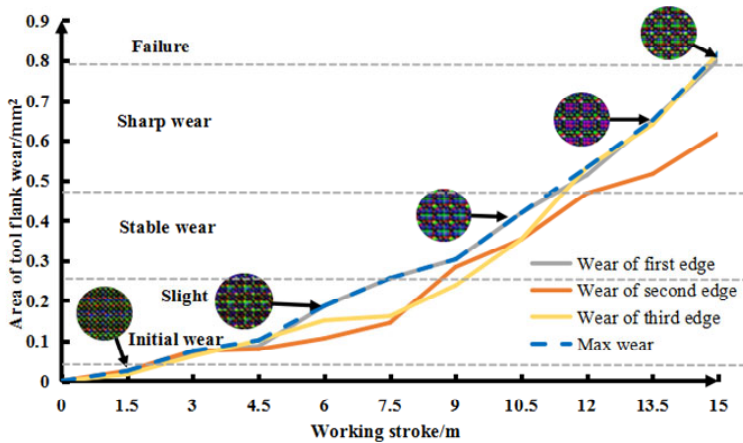 Area of tool flank wear/mm²
0.9
0.8
0.7
0.6
0.5
0.4
0.3
0.2
0.1
0
Failure
Sharp wear
Stable wear
Slight
Initial wear
Wear of first edge
Wear of second edge
Wear of third edge
Max wear
0 1.5 3 4.5 6 7.5 9 10.5 12 13.5 15
Working stroke/m